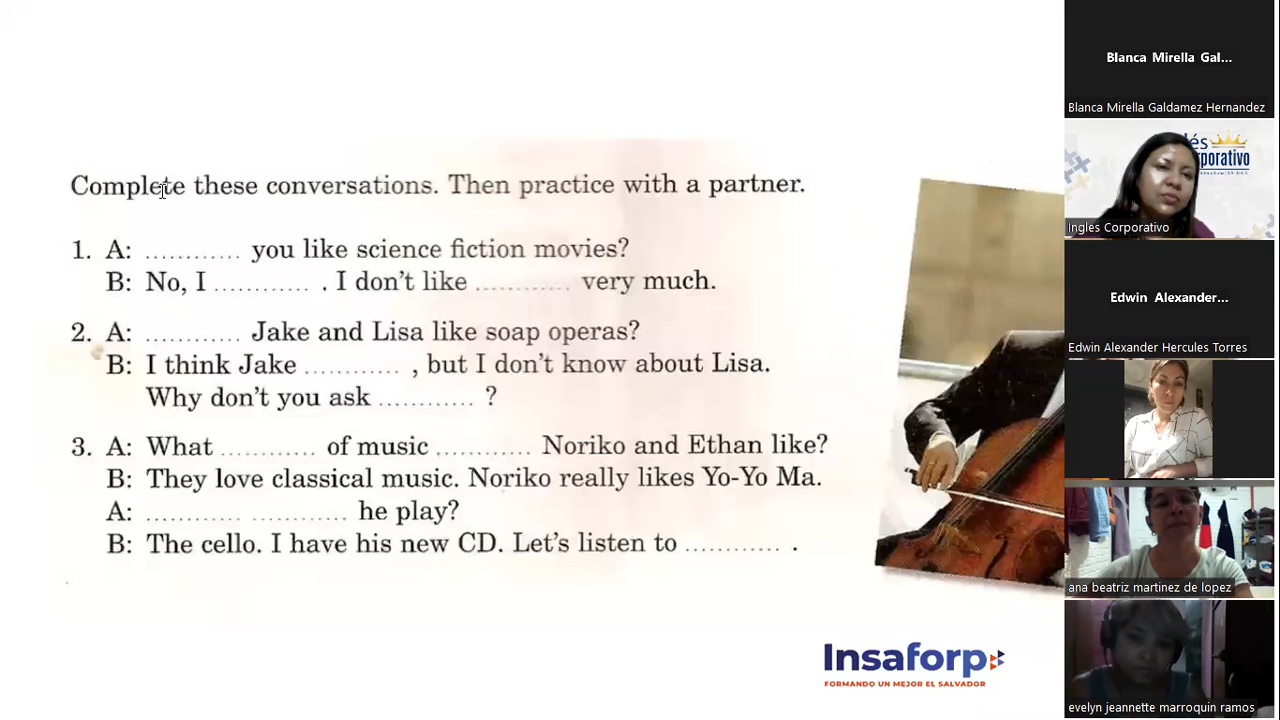 Complete these conversations. Then practice with a partner.
1. A: ............ you like science fiction movies?
B: No, I ............ . I don't like ............ very much.
2. A: ............ Jake and Lisa like soap operas?
B: I think Jake ............ , but I don't know about Lisa.
Why don't you ask ............ ?
3. A: What ............ of music ............ Noriko and Ethan like?
B: They love classical music. Noriko really likes Yo-Yo Ma.
A: ............ ............ he play?
B: The cello. I have his new CD. Let's listen to ............ .
Insaforp
FORMANDO UN MEJOR EL SALVADOR
Blanca Mirella Gal...
Blanca Mirella Galdamez Hernandez
Ingles Corporativo
Edwin Alexander...
Edwin Alexander Hercules Torres
ana beatriz martinez de lopez
evelyn jeannette marroquin ramos